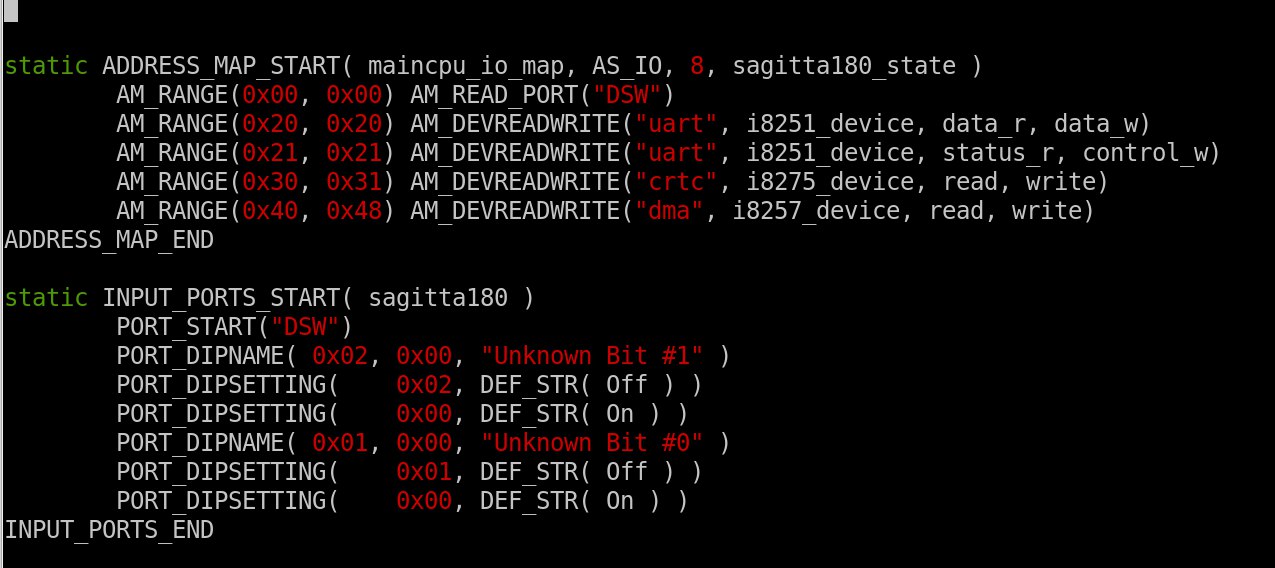 static ADDRESS_MAP_START( maincpu_io_map, AS_IO, 8, sagitta180_state )
        AM_RANGE(0x00, 0x00) AM_READ_PORT("DSW")
        AM_RANGE(0x20, 0x20) AM_DEVREADWRITE("uart", i8251_device, data_r, data_w)
        AM_RANGE(0x21, 0x21) AM_DEVREADWRITE("uart", i8251_device, status_r, control_w)
        AM_RANGE(0x30, 0x31) AM_DEVREADWRITE("crtc", i8275_device, read, write)
        AM_RANGE(0x40, 0x48) AM_DEVREADWRITE("dma", i8257_device, read, write)
ADDRESS_MAP_END
static INPUT_PORTS_START( sagitta180 )
        PORT_START("DSW")
        PORT_DIPNAME( 0x02, 0x00, "Unknown Bit #1" )
        PORT_DIPSETTING(    0x02, DEF_STR( Off ) )
        PORT_DIPSETTING(    0x00, DEF_STR( On ) )
        PORT_DIPNAME( 0x01, 0x00, "Unknown Bit #0" )
        PORT_DIPSETTING(    0x01, DEF_STR( Off ) )
        PORT_DIPSETTING(    0x00, DEF_STR( On ) )
INPUT_PORTS_END